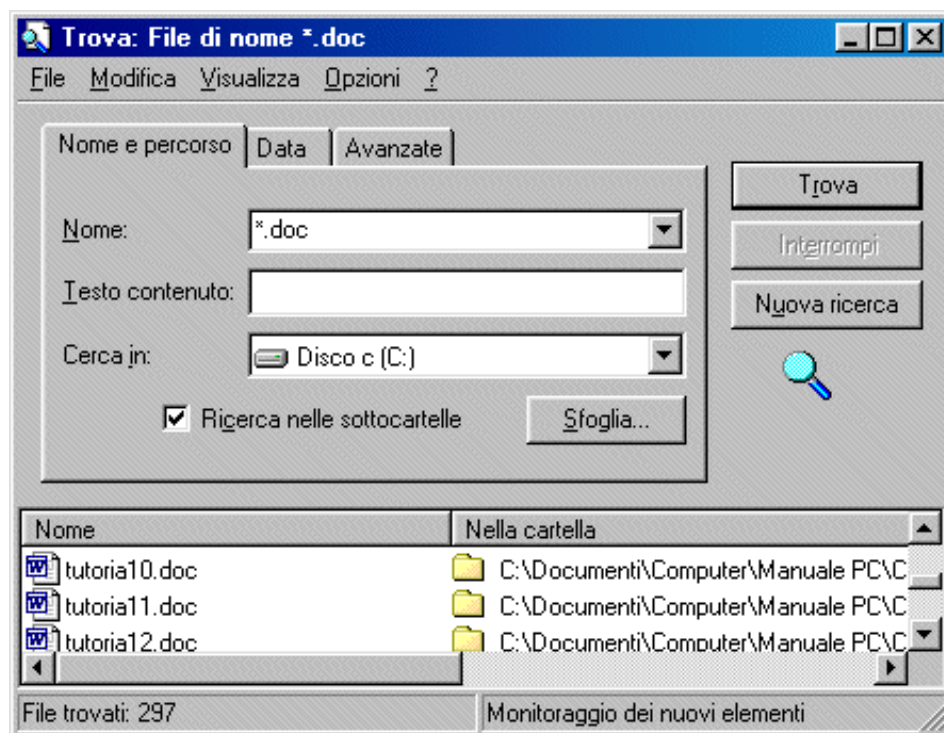 Trova: File di nome *.doc
File Modifica Visualizza Opzioni ?
Nome e percorso Data Avanzate
Trova
Nome: *.doc
Interrompi
Testo contenuto:
Nuova ricerca
Cerca in: Disco c (C:)
Ricerca nelle sottocartelle Sfoglia...
Nome Nella cartella
tutoria10.doc C:\Documenti\Computer\Manuale PC\C
tutoria11.doc C:\Documenti\Computer\Manuale PC\C
tutoria12.doc C:\Documenti\Computer\Manuale PC\C
File trovati: 297 Monitoraggio dei nuovi elementi